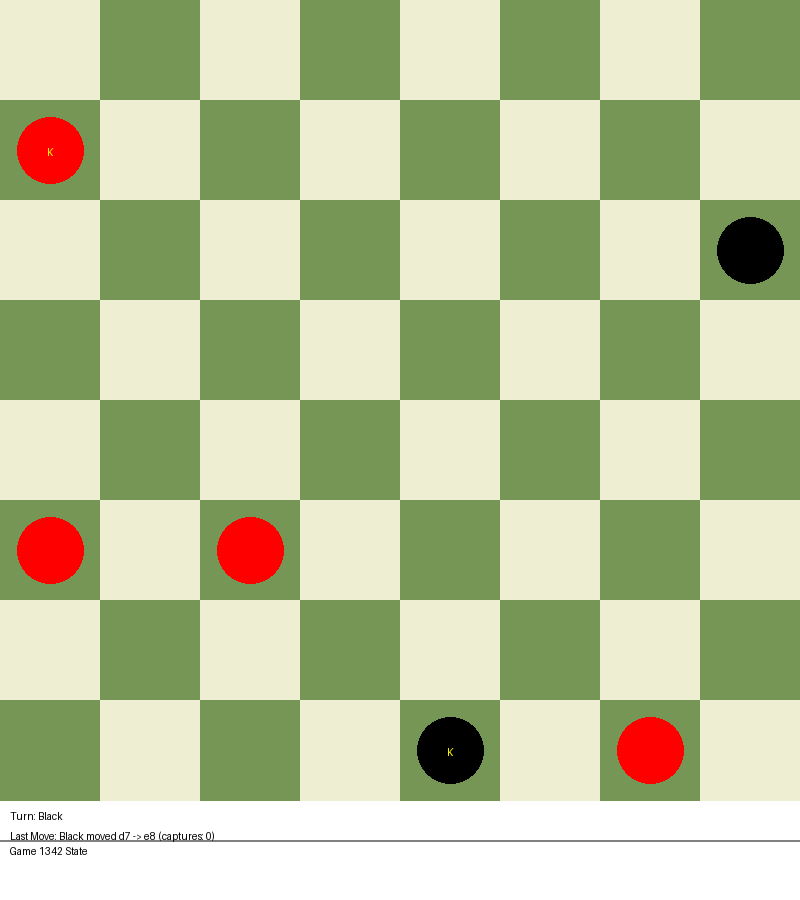 K
K
Turn: Black
Last Move: Black moved d7 -> e8 (captures: 0)
Game 1342 State